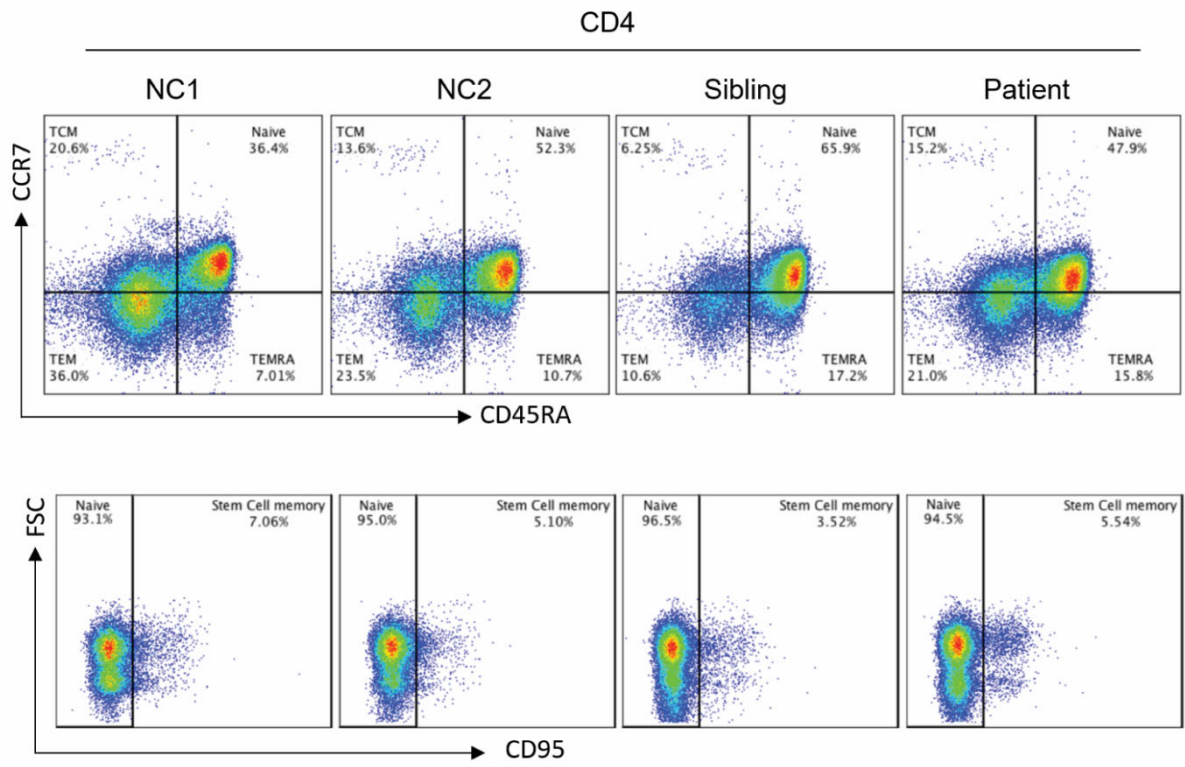 CD4
NC1
NC2
Sibling
Patient
CCR7
TCM
20.6%
Naive
36.4%
TEM
36.0%
TEMRA
7.01%
TCM
13.6%
Naive
52.3%
TEM
23.5%
TEMRA
10.7%
TCM
6.25%
Naive
65.9%
TEM
10.6%
TEMRA
17.2%
TCM
15.2%
Naive
47.9%
TEM
21.0%
TEMRA
15.8%
CD45RA
FSC
Naive
93.1%
Stem Cell memory
7.06%
Naive
95.0%
Stem Cell memory
5.10%
Naive
96.5%
Stem Cell memory
3.52%
Naive
94.5%
Stem Cell memory
5.54%
CD95